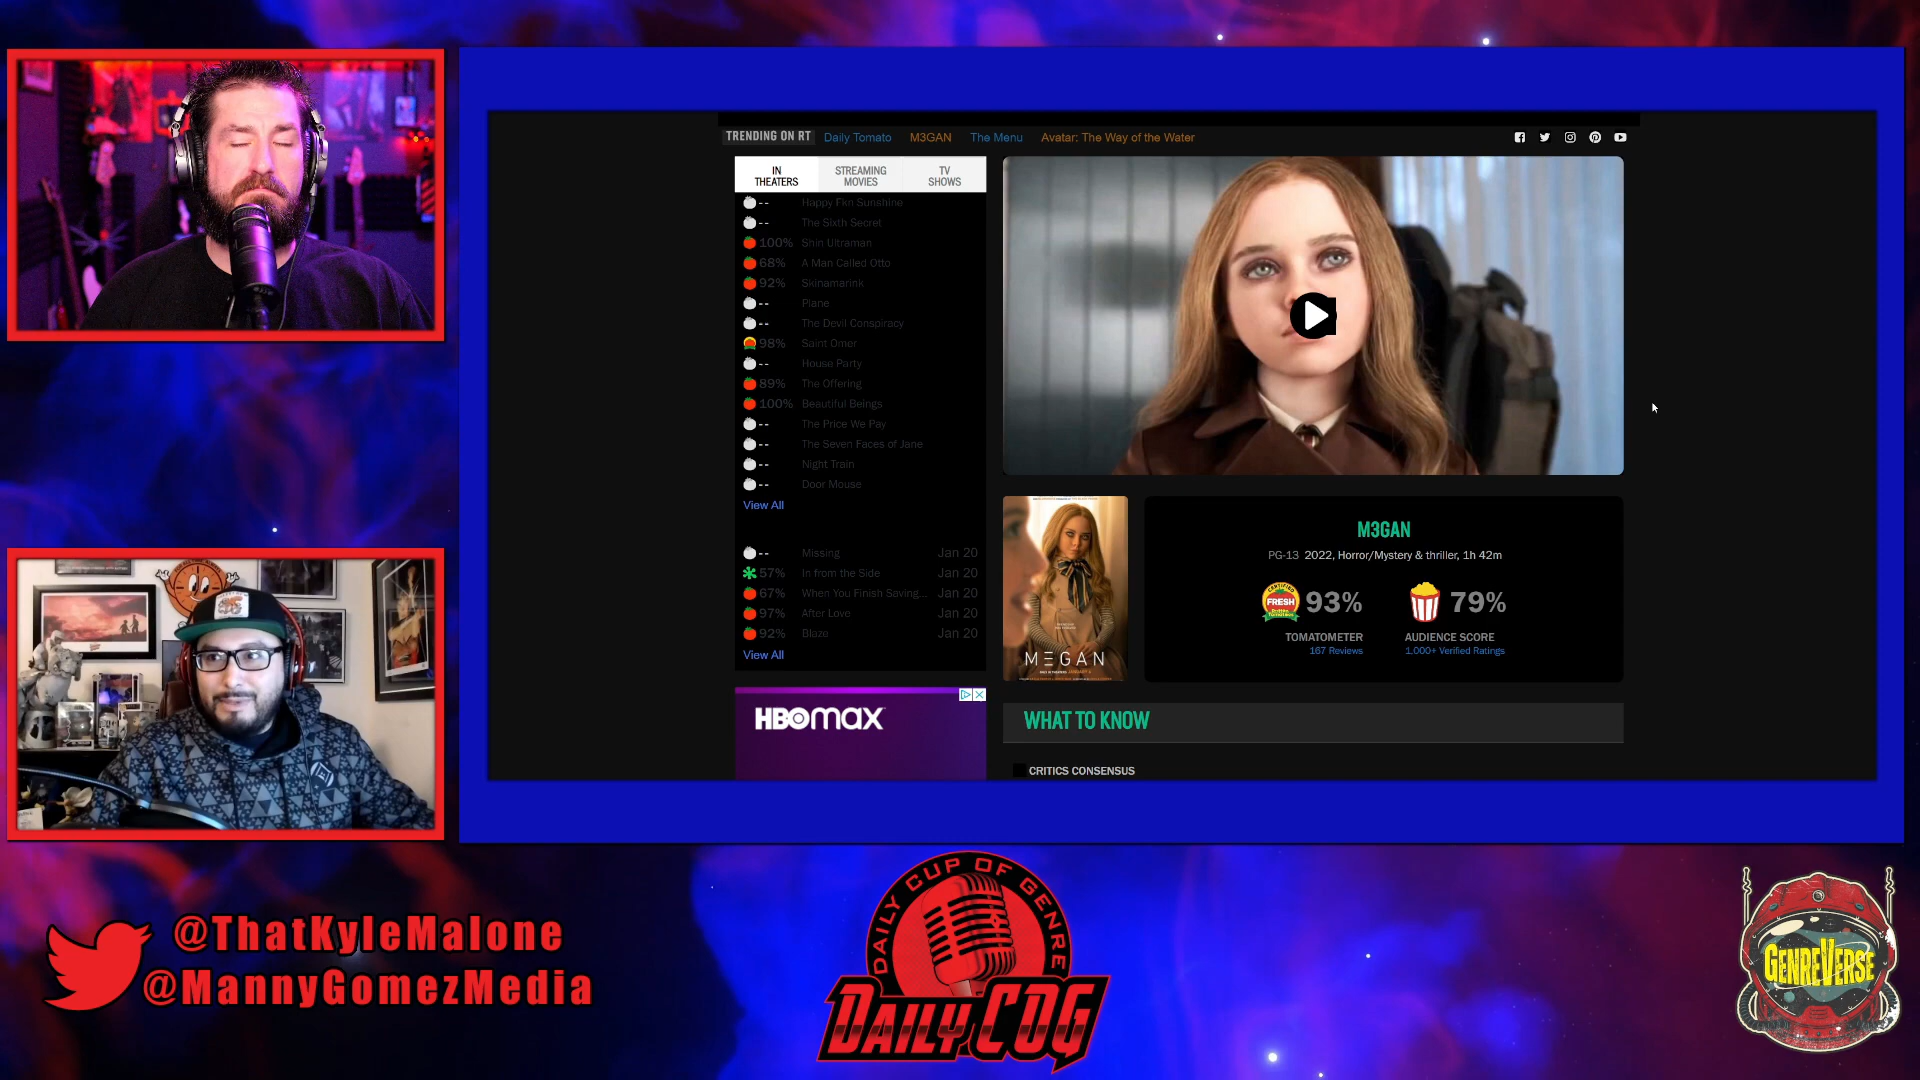 TRENDING ON RT
Daily Tomato
M3GAN
The Menu
Avatar: The Way of the Water
IN THEATERS
STREAMING MOVIES
TV SHOWS
-- Happy Fkn Sunshine
-- The Sixth Secret
100% Shin Ultraman
68% A Man Called Otto
92% Skinamarink
-- Plane
-- The Devil Conspiracy
98% Saint Omer
-- House Party
89% The Offering
100% Beautiful Beings
-- The Price We Pay
-- The Seven Faces of Jane
-- Night Train
-- Door Mouse
View All
-- Missing Jan 20
57% In from the Side Jan 20
67% When You Finish Saving... Jan 20
97% After Love Jan 20
92% Blaze Jan 20
View All
HBOMAX
MEGAN
M3GAN
PG-13 2022, Horror/Mystery & thriller, 1h 42m
CERTIFIED
FRESH
93%
79%
TOMATOMETER
AUDIENCE SCORE
167 Reviews
1,000+ Verified Ratings
WHAT TO KNOW
CRITICS CONSENSUS
@ThatKyleMalone
@MannyGomezMedia
DAILY CUP OF GENRE
DAILY COG
GENREVERSE